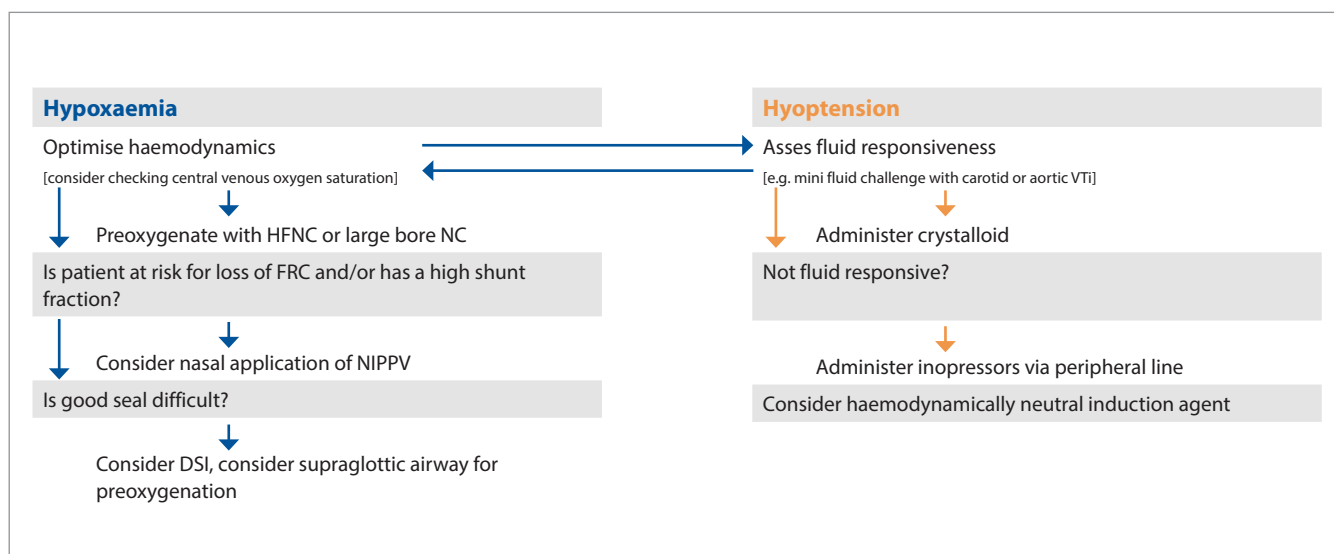 Hypoxaemia
Optimise haemodynamics
[consider checking central venous oxygen saturation]
Preoxygenate with HFNC or large bore NC
Is patient at risk for loss of FRC and/or has a high shunt
fraction?
Consider nasal application of NIPPV
Is good seal difficult?
Consider DSI, consider supraglottic airway for
preoxygenation
Hyoptension
Asses fluid responsiveness
[e.g. mini fluid challenge with carotid or aortic VTi]
Administer crystalloid
Not fluid responsive?
Administer inopressors via peripheral line
Consider haemodynamically neutral induction agent